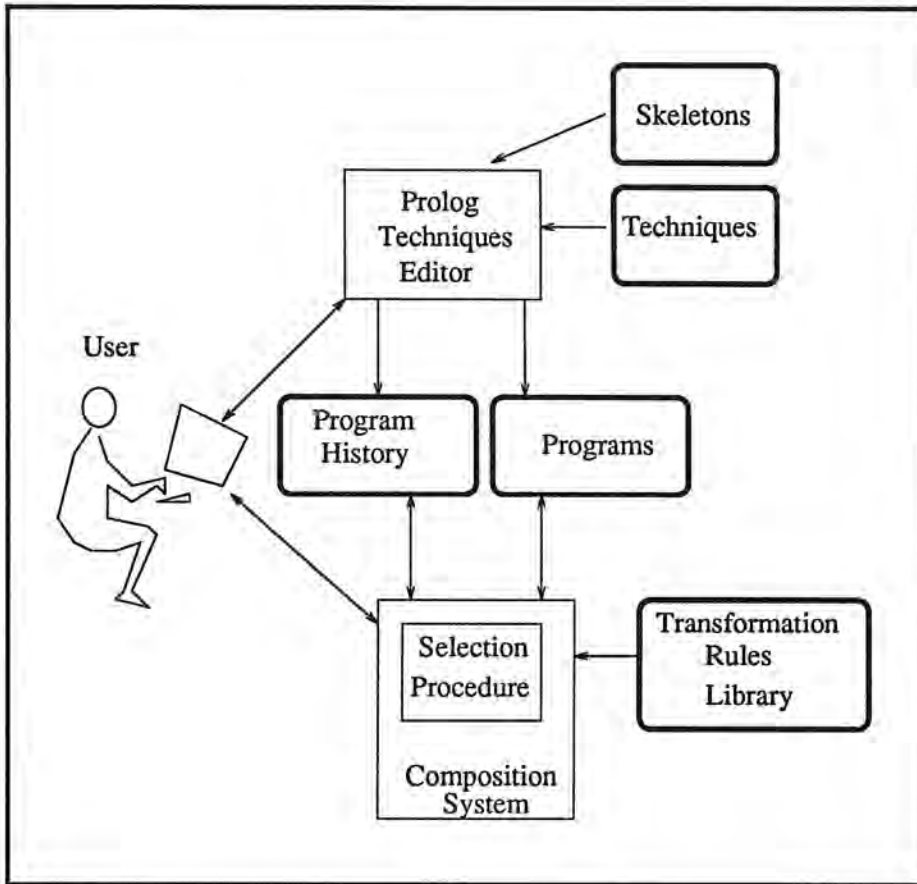 Skeletons
Prolog
Techniques
Editor
Techniques
User
Program
History
Programs
Selection
Procedure
Transformation
Rules
Library
Composition
System